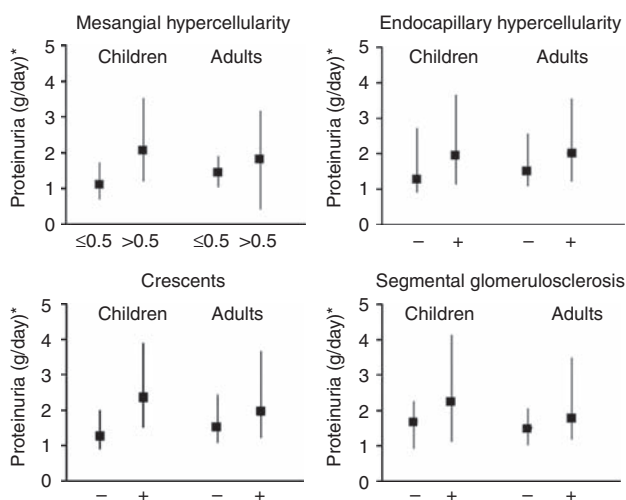 Mesangial hypercellularity
Children Adults
Proteinuria (g/day)*
5
4
3
2
1
0
≤0.5 >0.5 ≤0.5 >0.5
Endocapillary hypercellularity
Children Adults
Proteinuria (g/day)*
5
4
3
2
1
0
– + – +
Crescents
Children Adults
Proteinuria (g/day)*
5
4
3
2
1
0
– + – +
Segmental glomerulosclerosis
Children Adults
Proteinuria (g/day)*
5
4
3
2
1
0
– + – +